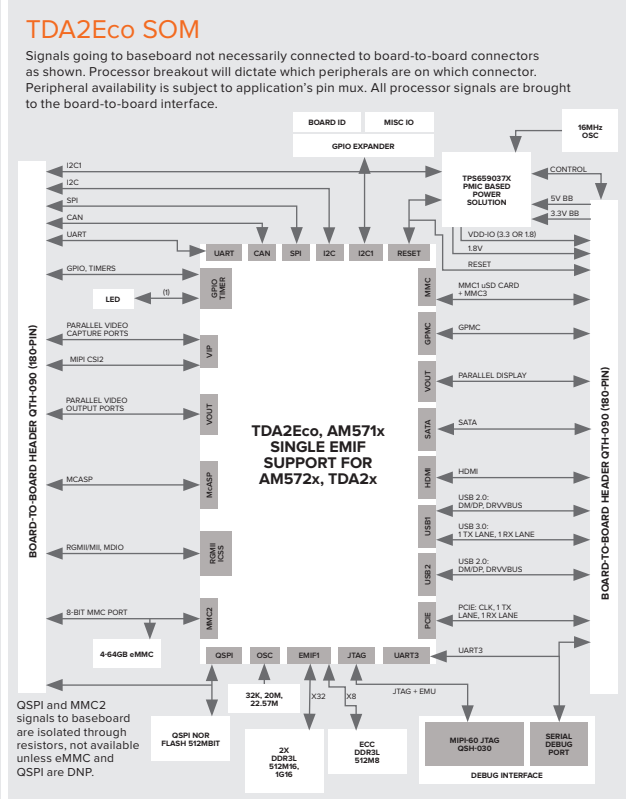 TDA2Eco SOM
Signals going to baseboard not necessarily connected to board-to-board connectors
as shown. Processor breakout will dictate which peripherals are on which connector.
Peripheral availability is subject to application's pin mux. All processor signals are brought
to the board-to-board interface.
BOARD ID
MISC IO
GPIO EXPANDER
16MHz
OSC
TPS659037X
PMIC BASED
POWER
SOLUTION
CONTROL
5V BB
3.3V BB
VDD-IO (3.3 OR 1.8)
1.8V
RESET
I2C1
I2C
SPI
CAN
UART
GPIO, TIMERS
LED
(1)
PARALLEL VIDEO
CAPTURE PORTS
MIPI CSI2
PARALLEL VIDEO
OUTPUT PORTS
MCASP
RGMII/MII, MDIO
8-BIT MMC PORT
4-64GB eMMC
BOARD-TO-BOARD HEADER QTH-090 (180-PIN)
UART
CAN
SPI
I2C
I2C1
RESET
GPIO
TIMER
VIP
VOUT
McASP
RGMII
ICSS
MMC2
TDA2Eco, AM571x
SINGLE EMIF
SUPPORT FOR
AM572x, TDA2x
MMC
GPMC
VOUT
SATA
HDMI
USB1
USB2
PCIE
MMC1 uSD CARD
+ MMC3
GPMC
PARALLEL DISPLAY
SATA
HDMI
USB 2.0:
DM/DP, DRVVBUS
USB 3.0:
1 TX LANE, 1 RX LANE
USB 2.0:
DM/DP, DRVVBUS
PCIE: CLK, 1 TX
LANE, 1 RX LANE
UART3
BOARD-TO-BOARD HEADER QTH-090 (180-PIN)
QSPI
OSC
EMIF1
JTAG
UART3
32K, 20M,
22.57M
X32
X8
JTAG + EMU
QSPI NOR
FLASH 512MBIT
2X
DDR3L
512M16,
1G16
ECC
DDR3L
512M8
MIPI-60 JTAG
QSH-030
SERIAL
DEBUG
PORT
DEBUG INTERFACE
QSPI and MMC2
signals to baseboard
are isolated through
resistors, not available
unless eMMC and
QSPI are DNP.